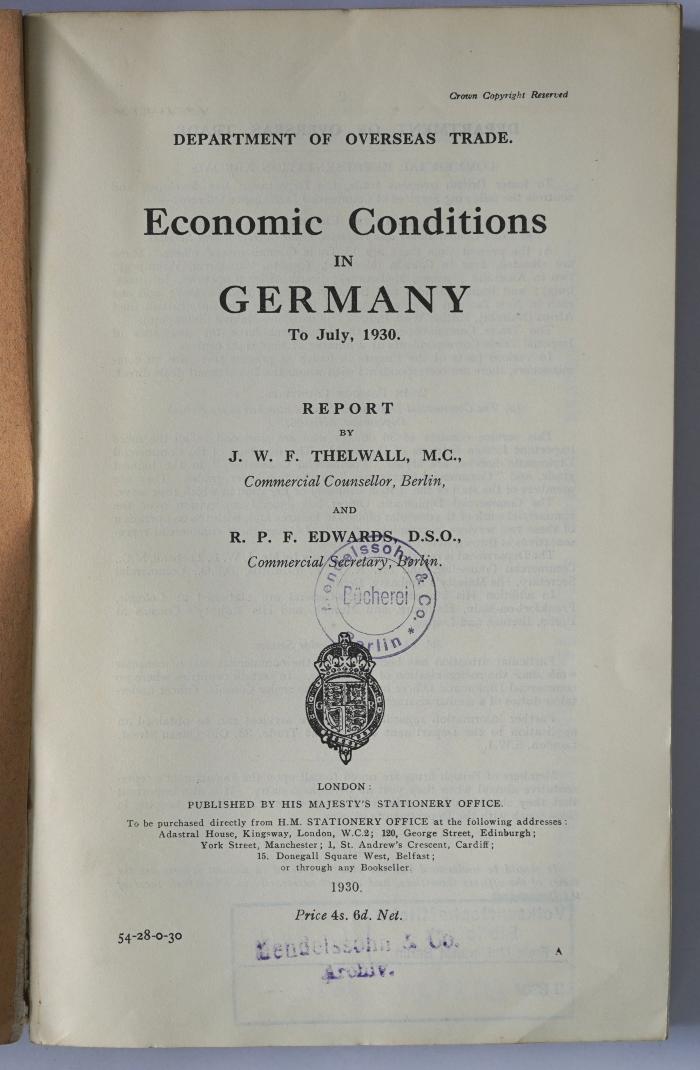 Crown Copyright Reserved
DEPARTMENT OF OVERSEAS TRADE.
Economic Conditions
IN
GERMANY
To July, 1930.
REPORT
BY
J. W. F. THELWALL, M.C.,
Commercial Counsellor, Berlin,
AND
R. P. F. EDWARDS, D.S.O.,
Commercial Secretary, Berlin.
Mendelssohn & Co.
Bücherei
* Berlin *
G R
LONDON:
PUBLISHED BY HIS MAJESTY'S STATIONERY OFFICE.
To be purchased directly from H.M. STATIONERY OFFICE at the following addresses:
Adastral House, Kingsway, London, W.C.2; 120, George Street, Edinburgh;
York Street, Manchester; 1, St. Andrew's Crescent, Cardiff;
15, Donegall Square West, Belfast;
or through any Bookseller.
1930.
Price 4s. 6d. Net.
54-28-0-30
Mendelssohn & Co.
Archiv.
A